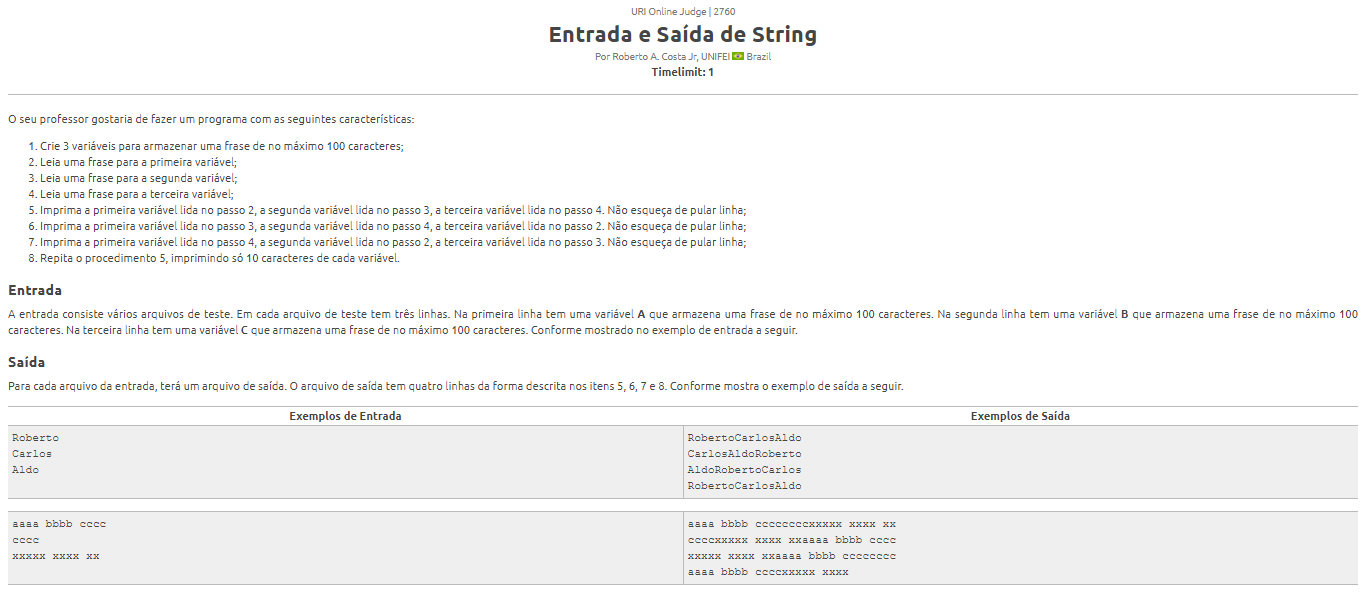 URI Online Judge | 2760
Entrada e Saída de String
Por Roberto A. Costa Jr, UNIFEI Brazil
Timelimit: 1
O seu professor gostaria de fazer um programa com as seguintes características:
1. Crie 3 variáveis para armazenar uma frase de no máximo 100 caracteres;
2. Leia uma frase para a primeira variável;
3. Leia uma frase para a segunda variável;
4. Leia uma frase para a terceira variável;
5. Imprima a primeira variável lida no passo 2, a segunda variável lida no passo 3, a terceira variável lida no passo 4. Não esqueça de pular linha;
6. Imprima a primeira variável lida no passo 3, a segunda variável lida no passo 4, a terceira variável lida no passo 2. Não esqueça de pular linha;
7. Imprima a primeira variável lida no passo 4, a segunda variável lida no passo 2, a terceira variável lida no passo 3. Não esqueça de pular linha;
8. Repita o procedimento 5, imprimindo só 10 caracteres de cada variável.
Entrada
A entrada consiste vários arquivos de teste. Em cada arquivo de teste tem três linhas. Na primeira linha tem uma variável A que armazena uma frase de no máximo 100 caracteres. Na segunda linha tem uma variável B que armazena uma frase de no máximo 100
caracteres. Na terceira linha tem uma variável C que armazena uma frase de no máximo 100 caracteres. Conforme mostrado no exemplo de entrada a seguir.
Saída
Para cada arquivo da entrada, terá um arquivo de saída. O arquivo de saída tem quatro linhas da forma descrita nos itens 5, 6, 7 e 8. Conforme mostra o exemplo de saída a seguir.
Exemplos de Entrada
Exemplos de Saída
Roberto
Carlos
Aldo
RobertoCarlosAldo
CarlosAldoRoberto
AldoRobertoCarlos
RobertoCarlosAldo
aaaa bbbb cccc
cccc
xxxxx xxxx xx
aaaa bbbb ccccccccxxxxx xxxx xx
ccccxxxxx xxxx xxaaaa bbbb cccc
xxxxx xxxx xxaaaa bbbb cccccccc
aaaa bbbb ccccxxxxx xxxx